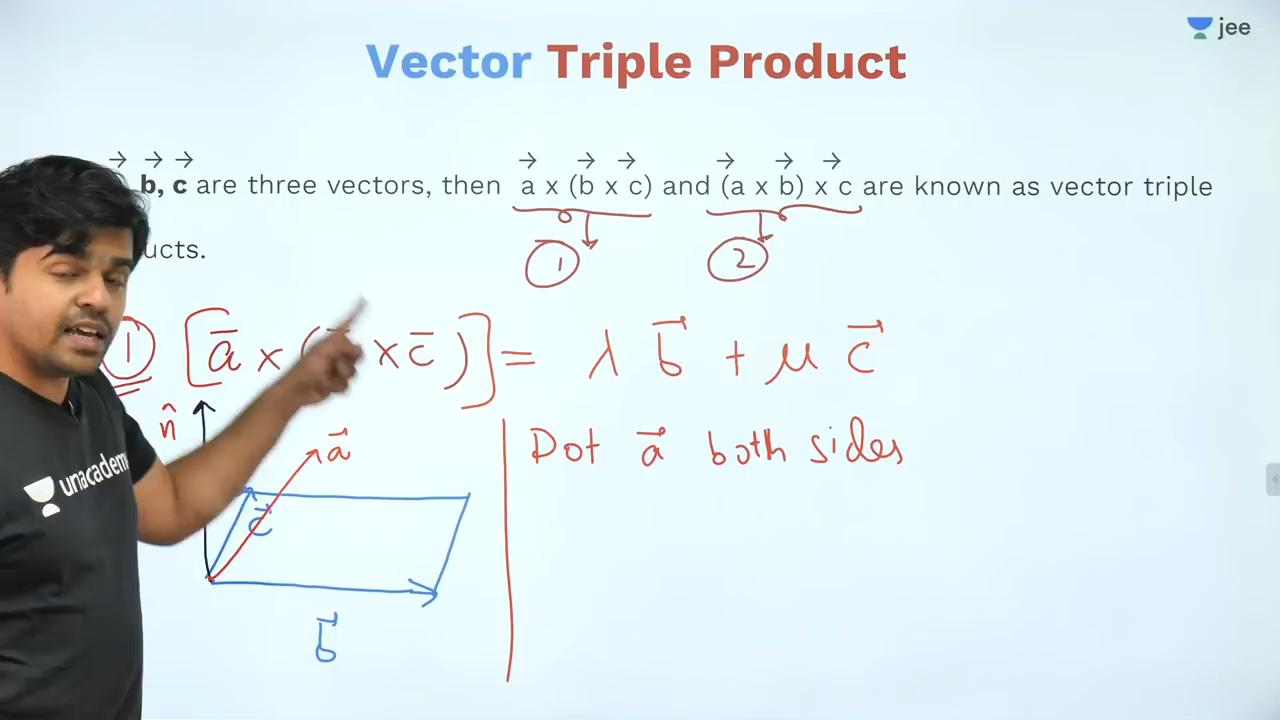 jee
Vector Triple Product
b, c are three vectors, then a x (b x c) and (a x b) x c are known as vector triple
ucts.
① ②
① [a̅ × ( × c̅ )] = λ b⃗ + μ c⃗
n̂ a⃗
Dot a⃗ both sides
c⃗
b⃗
unacadem